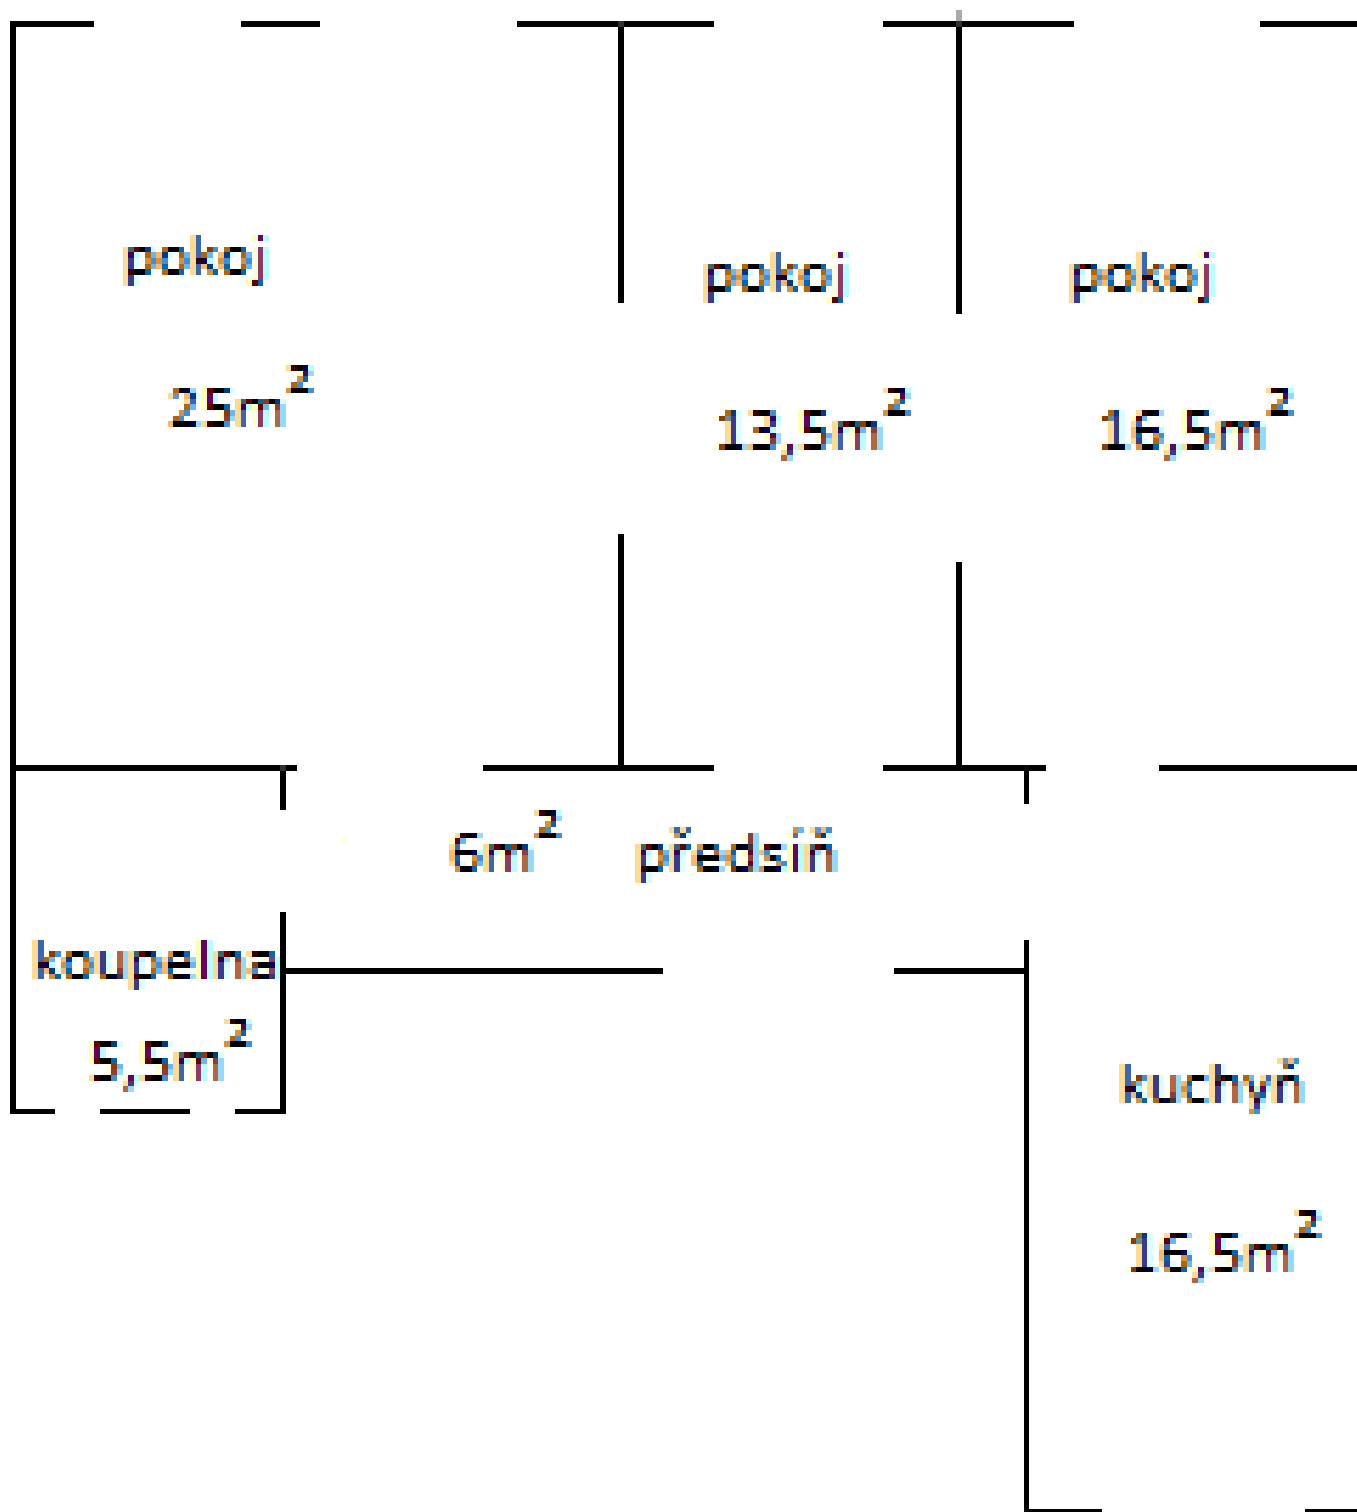 pokoj
25m²
pokoj
13,5m²
pokoj
16,5m²
6m² předsíň
koupelna
5,5m²
kuchyň
16,5m²